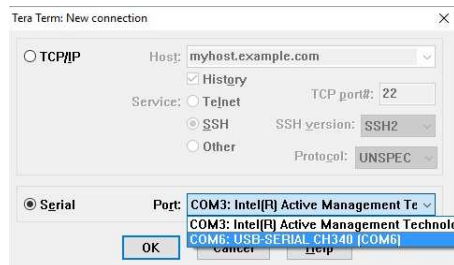 Tera Term: New connection
TCP/IP
Host: myhost.example.com
History
Service: Telnet
TCP port#: 22
SSH
SSH version: SSH2
Other
Protocol: UNSPEC
Serial
Port: COM3: Intel(R) Active Management Te
COM3: Intel(R) Active Management Technolo
COM6: USB-SERIAL CH340 (COM6)
OK Cancel Help